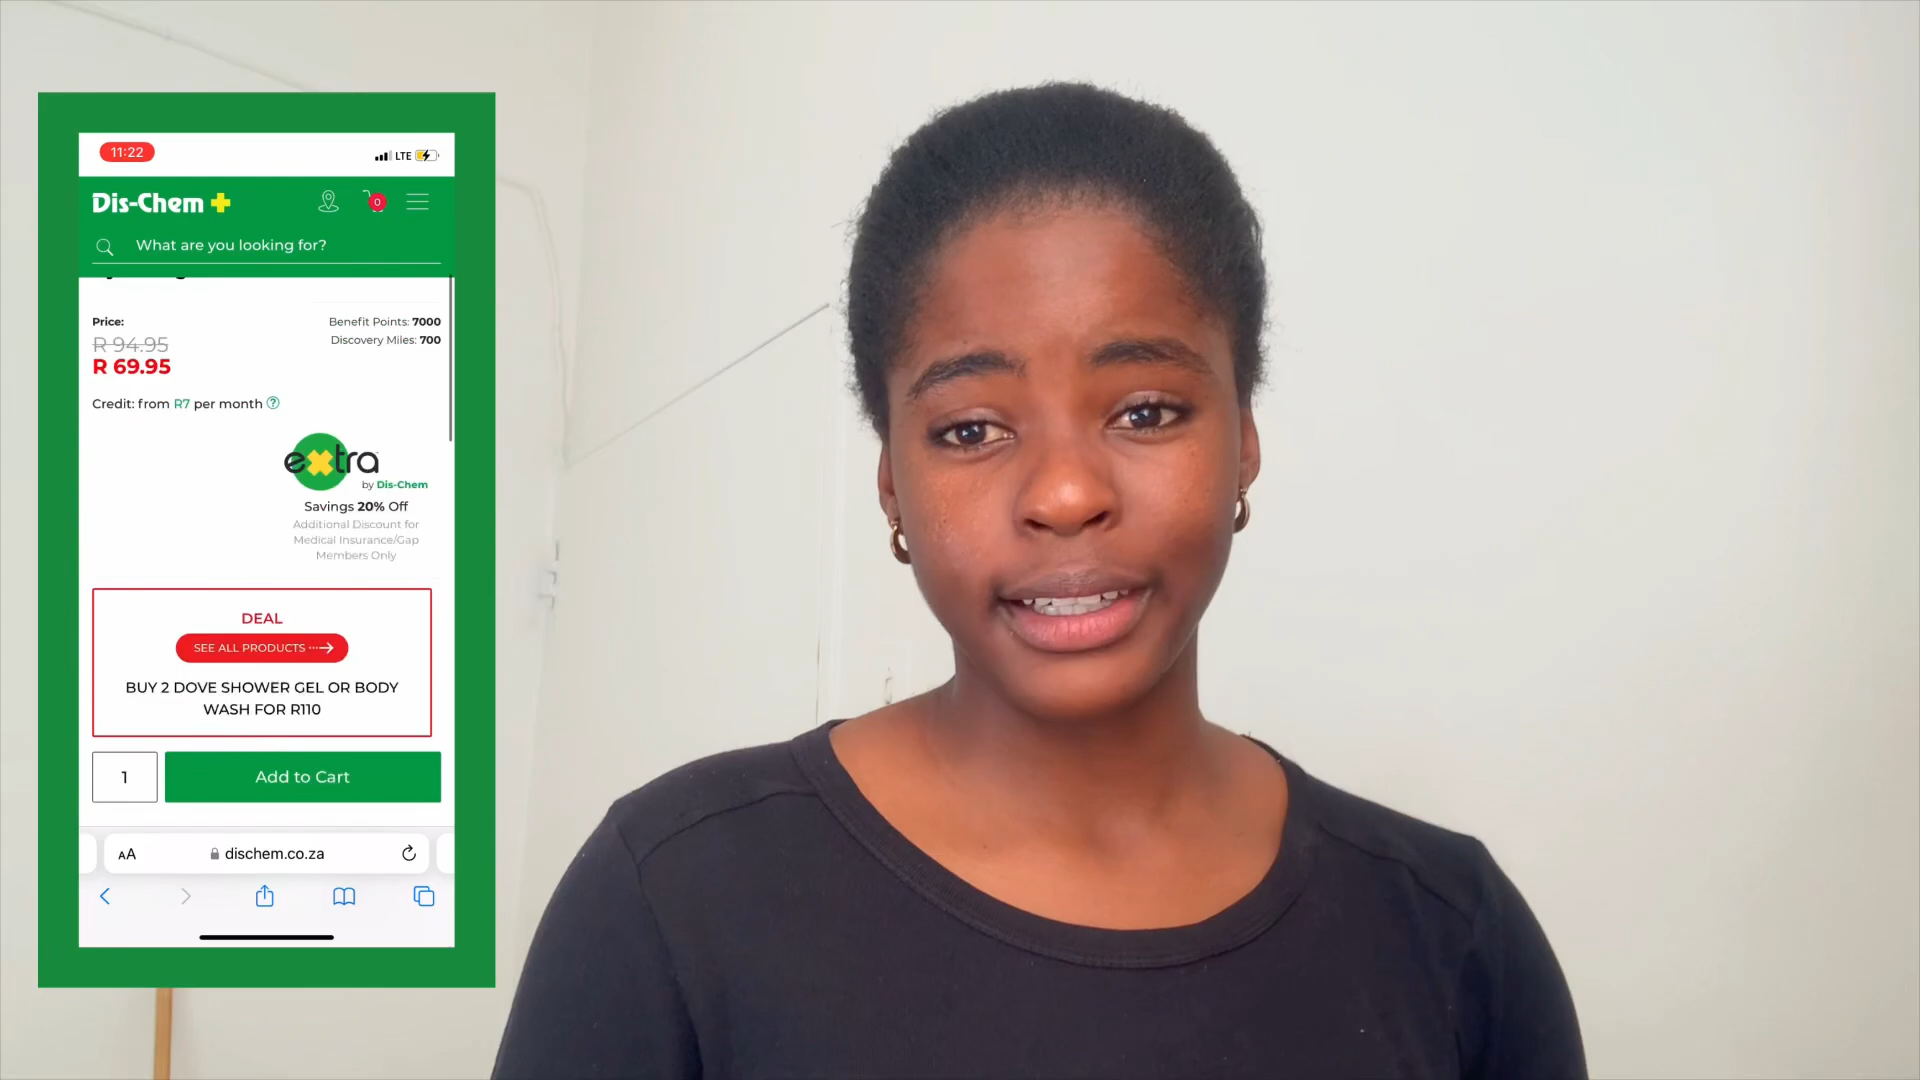 11:22
LTE
Dis-Chem
0
What are you looking for?
Price:
Benefit Points: 7000
R 94.95
Discovery Miles: 700
R 69.95
Credit: from R7 per month ?
extra
by Dis-Chem
Savings 20% Off
Additional Discount for
Medical Insurance/Gap
Members Only
DEAL
SEE ALL PRODUCTS
BUY 2 DOVE SHOWER GEL OR BODY
WASH FOR R110
1
Add to Cart
AA
dischem.co.za